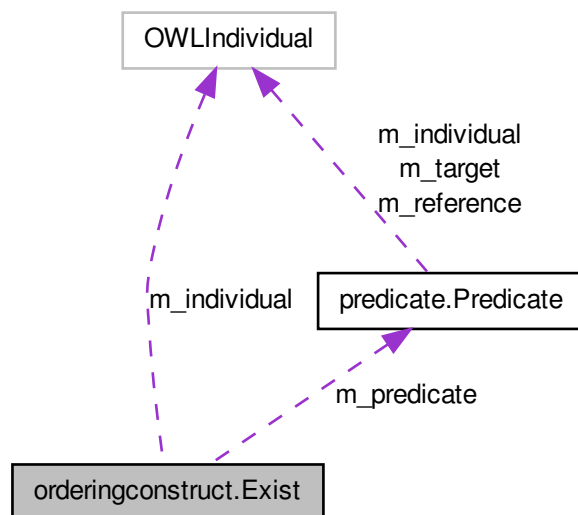 OWLIndividual
m_individual
m_target
m_reference
m_individual
predicate.Predicate
m_predicate
orderingconstruct.Exist